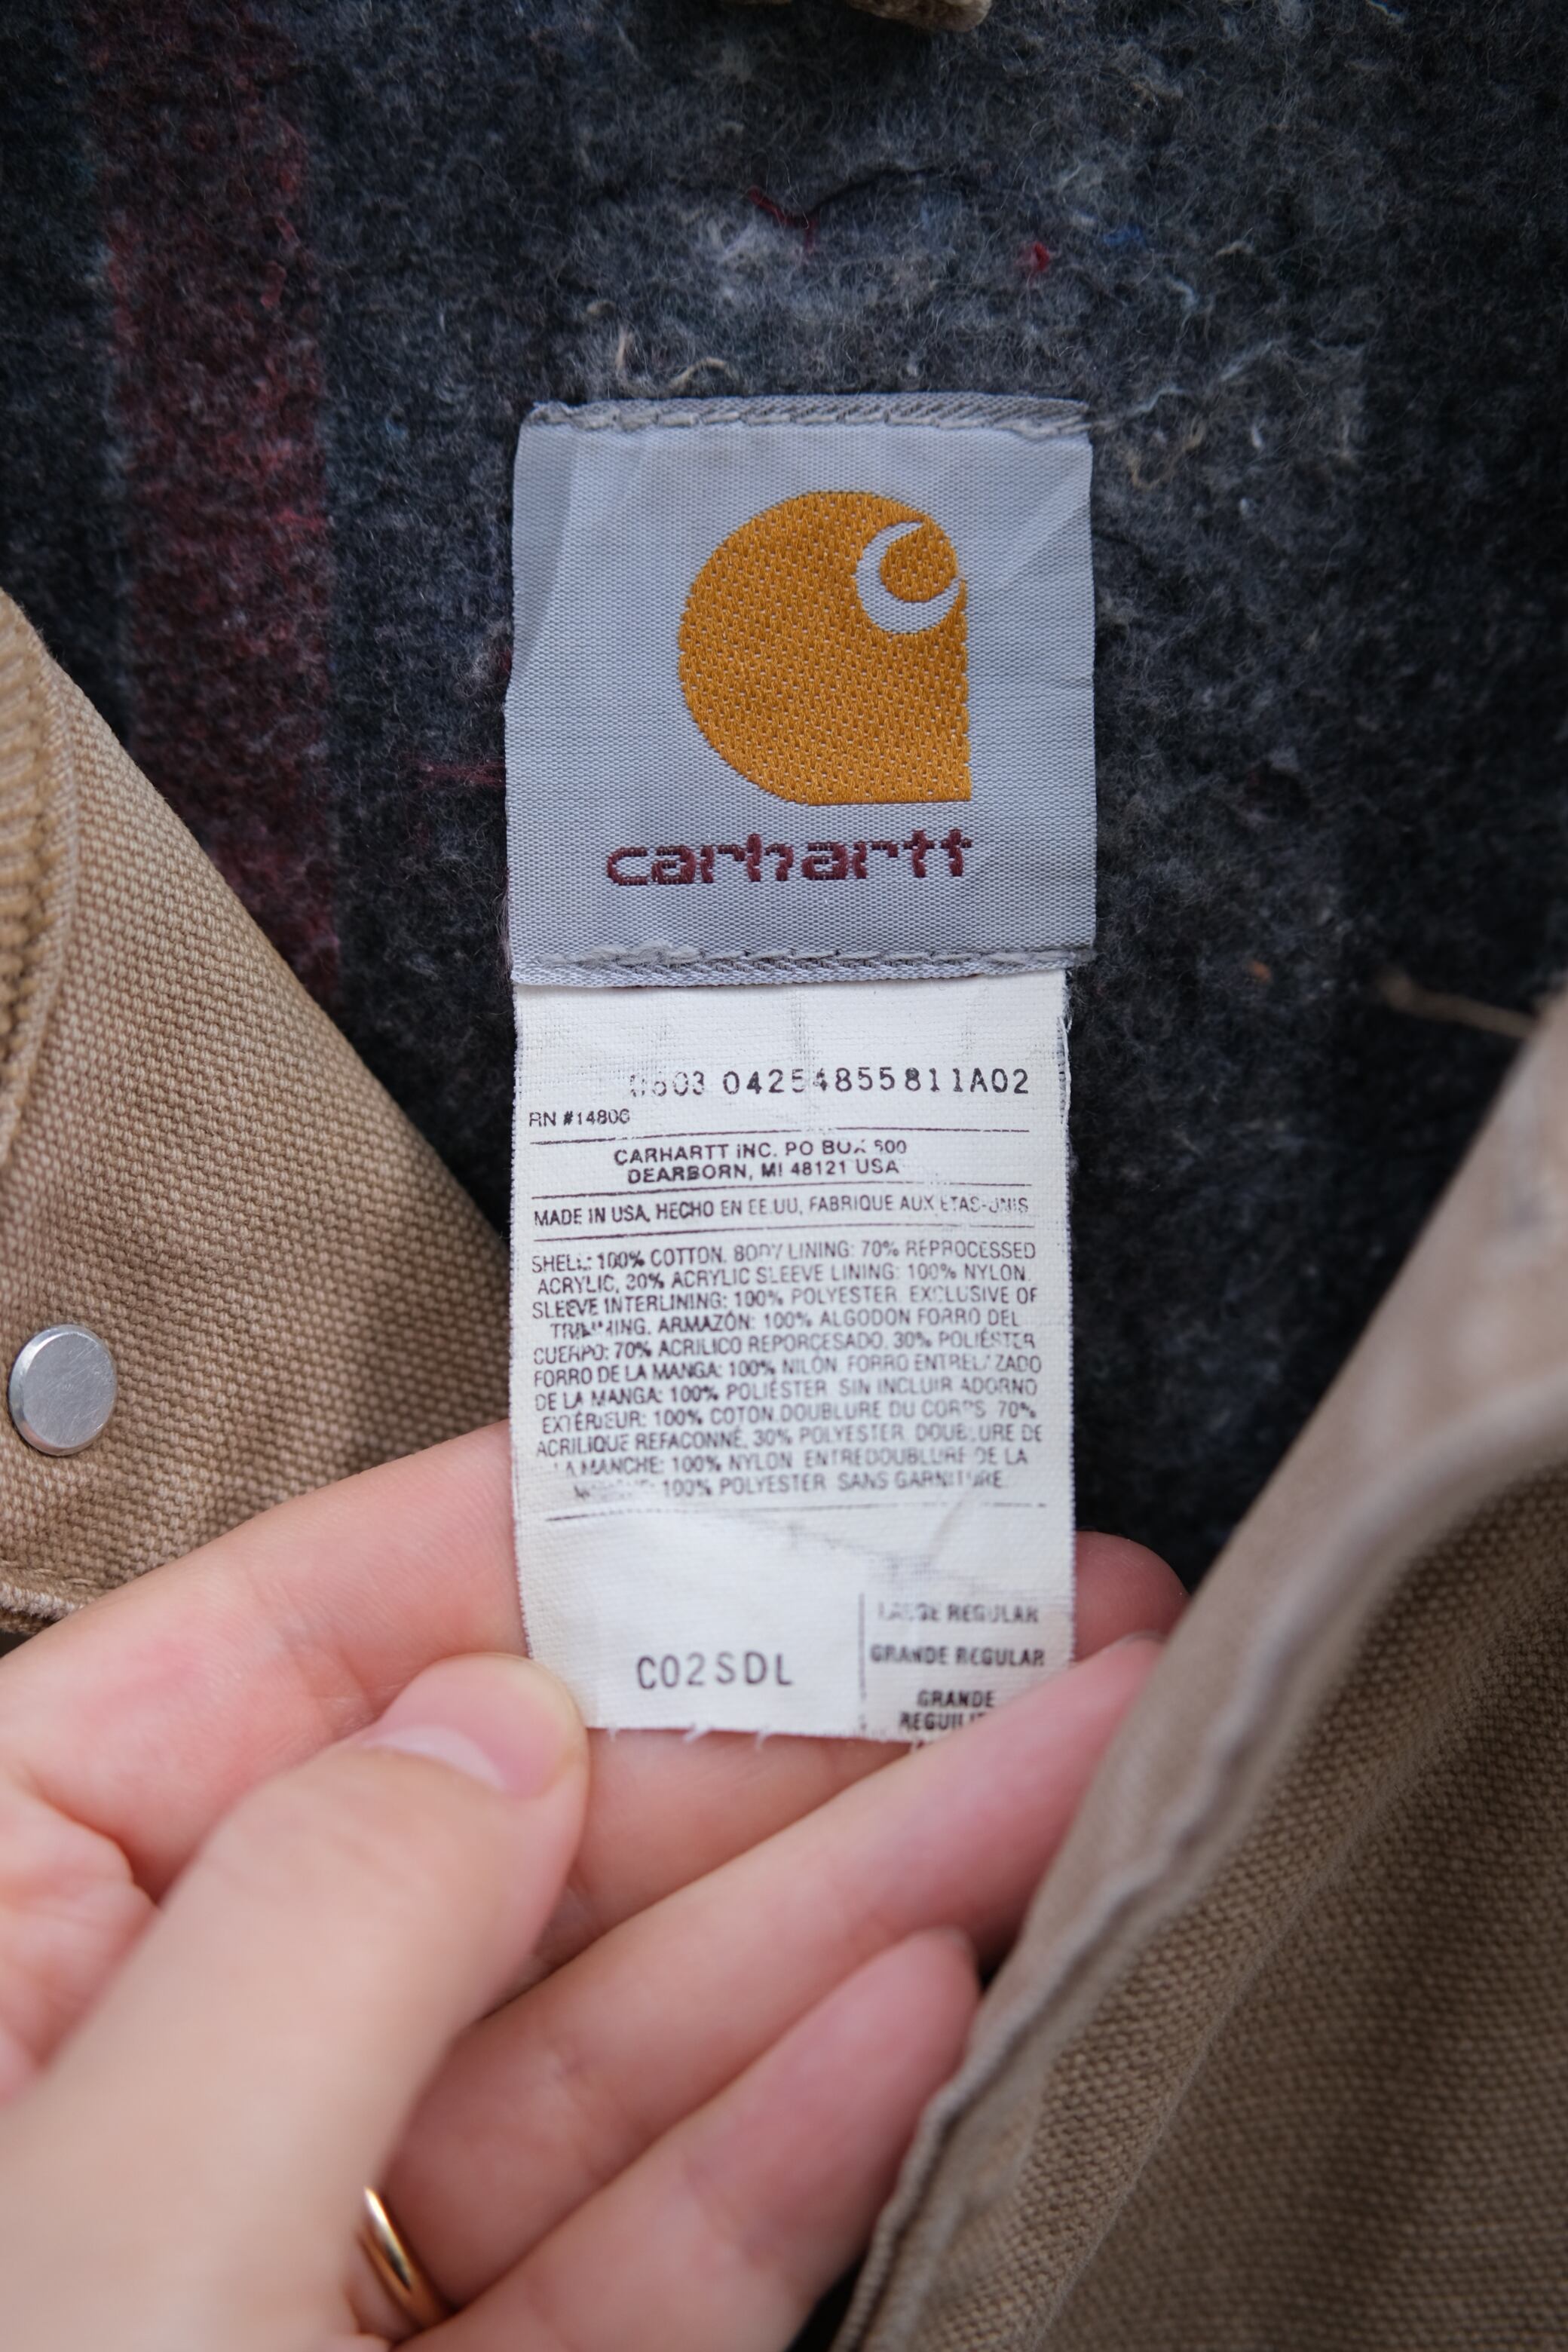 carhartt
0603 04254855811A02
RN #14806
CARHARTT INC. PO BOX 500
DEARBORN, MI 48121 USA
MADE IN USA, HECHO EN EE.UU, FABRIQUE AUX ETAS-UNIS
SHELL: 100% COTTON. BODY LINING: 70% REPROCESSED
ACRYLIC, 30% ACRYLIC SLEEVE LINING: 100% NYLON
SLEEVE INTERLINING: 100% POLYESTER. EXCLUSIVE OF
TRIMMING. ARMAZÓN: 100% ALGODON FORRO DEL
CUERPO: 70% ACRILICO REPORCESADO, 30% POLIÉSTER
FORRO DE LA MANGA: 100% NILÓN FORRO ENTRELAZADO
DE LA MANGA: 100% POLIÉSTER SIN INCLUIR ADORNO
EXTÉRIEUR: 100% COTON DOUBLURE DU CORPS 70%
ACRILIQUE REFACONNÉ, 30% POLYESTER DOUBLURE DE
LA MANCHE: 100% NYLON ENTREDOUBLURE DE LA
100% POLYESTER SANS GARNITURE.
LARGE REGULAR
C02SDL
GRANDE REGULAR
GRANDE